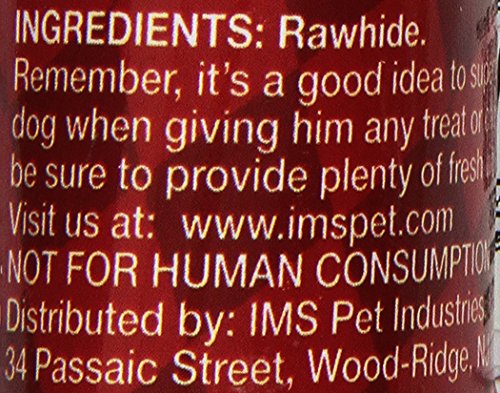 INGREDIENTS: Rawhide.
Remember, it's a good idea to
dog when giving him any treat or
be sure to provide plenty of fresh
Visit us at: www.imspet.com
NOT FOR HUMAN CONSUMPTION
Distributed by: IMS Pet Industries
34 Passaic Street, Wood-Ridge,